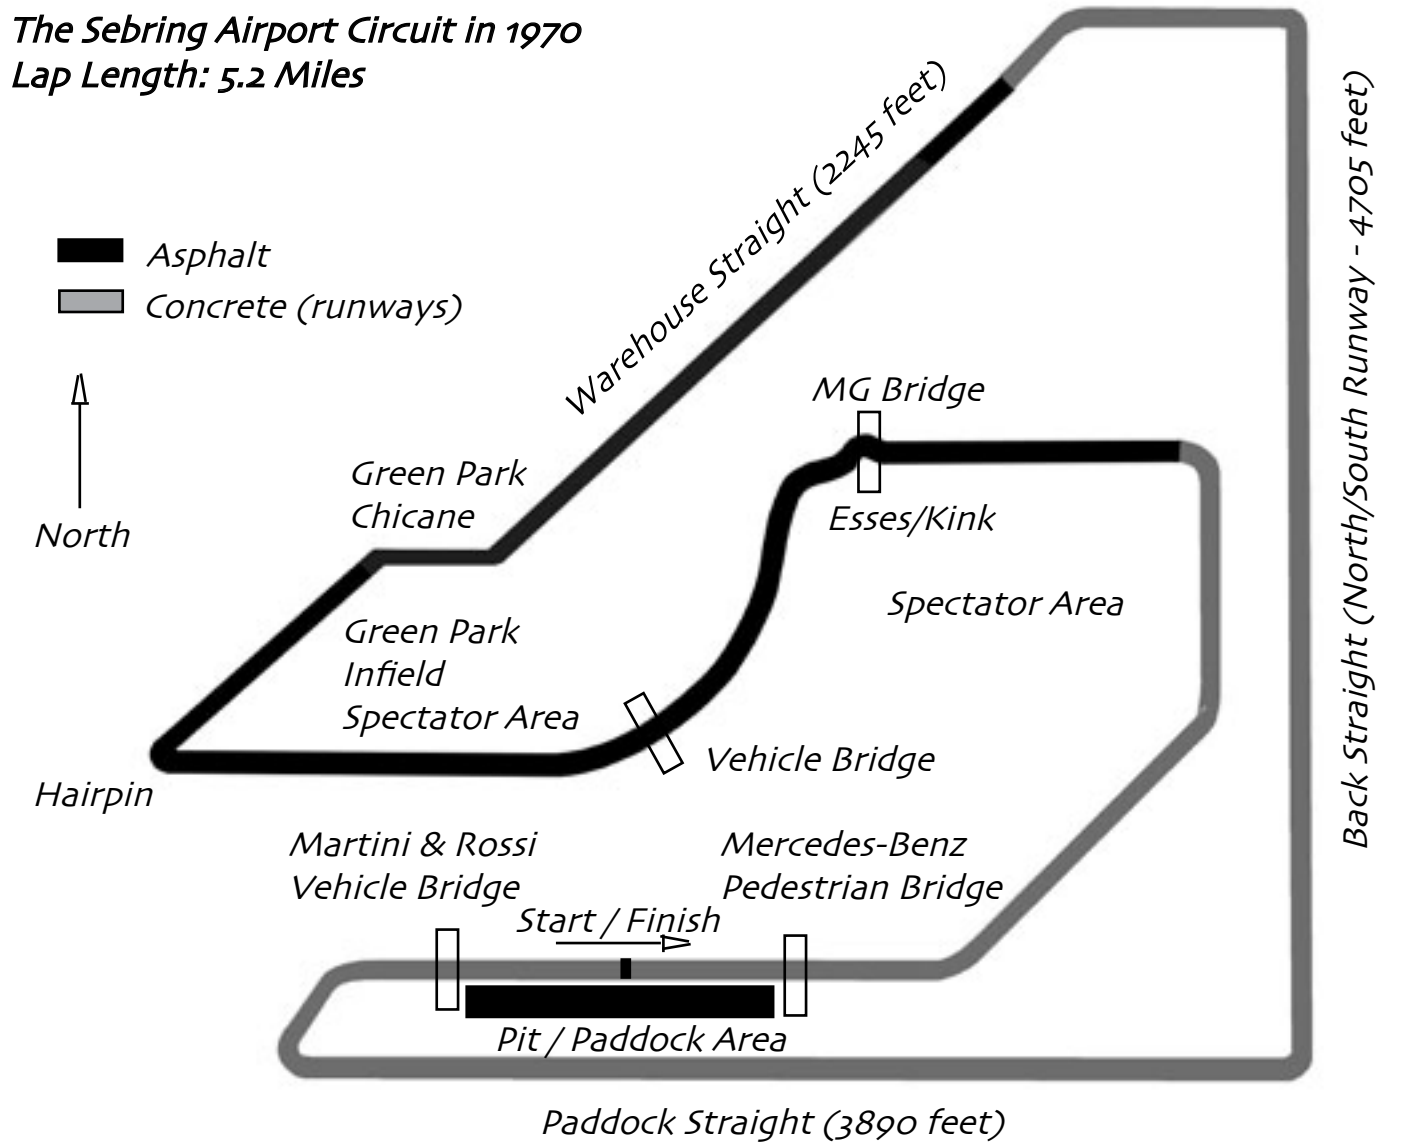 The Sebring Airport Circuit in 1970
Lap Length: 5.2 Miles
Asphalt
Concrete (runways)
North
Warehouse Straight (2245 feet)
Back Straight (North/South Runway - 4705 feet)
MG Bridge
Esses/Kink
Green Park
Chicane
Spectator Area
Green Park
Infield
Spectator Area
Vehicle Bridge
Hairpin
Martini & Rossi
Vehicle Bridge
Mercedes-Benz
Pedestrian Bridge
Start / Finish
Pit / Paddock Area
Paddock Straight (3890 feet)